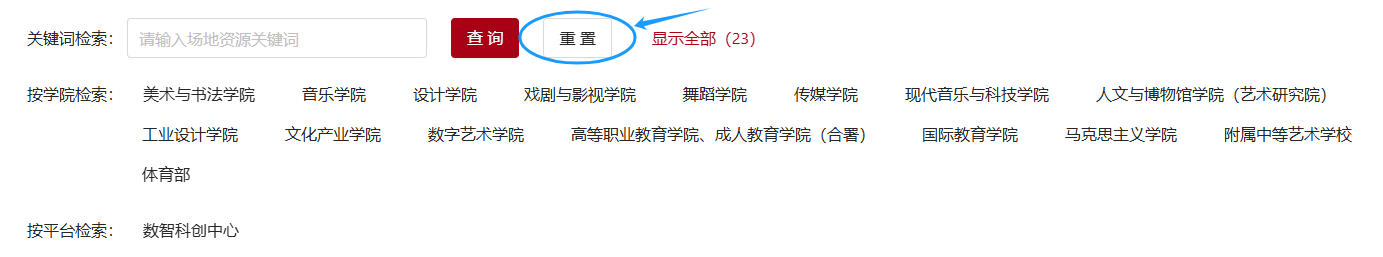 关键词检索： 请输入场地资源关键词 查 询 重 置 显示全部（23）
按学院检索： 美术与书法学院 音乐学院 设计学院 戏剧与影视学院 舞蹈学院 传媒学院 现代音乐与科技学院 人文与博物馆学院（艺术研究院）
工业设计学院 文化产业学院 数字艺术学院 高等职业教育学院、成人教育学院（合署） 国际教育学院 马克思主义学院 附属中等艺术学校
体育部
按平台检索： 数智科创中心